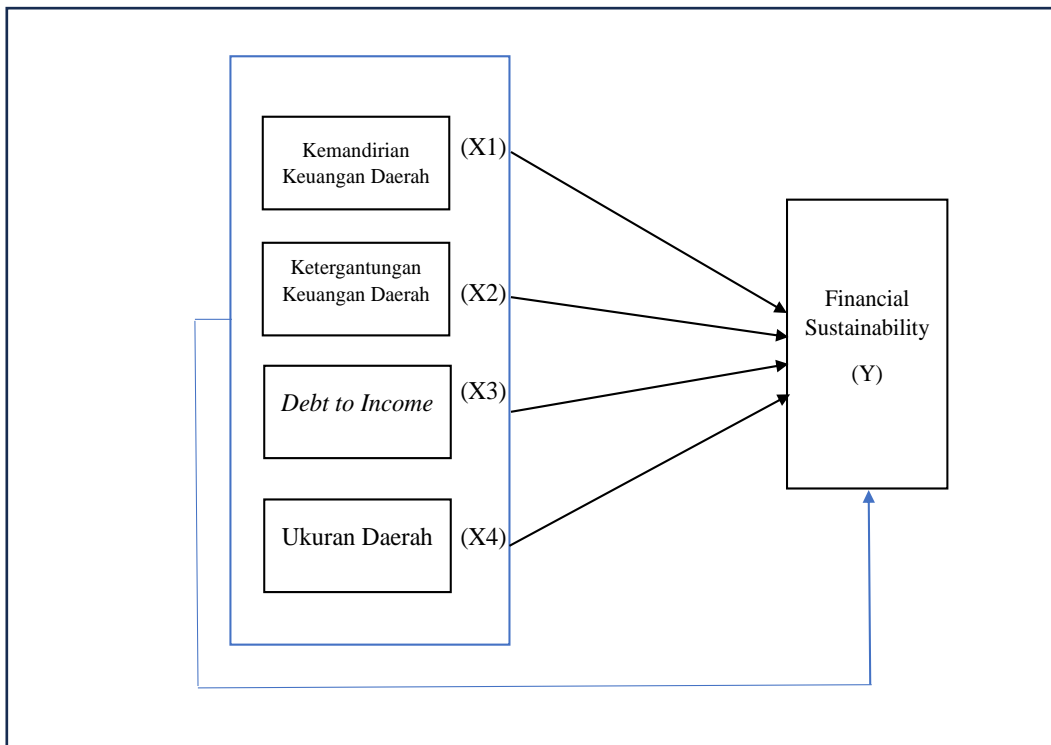 Kemandirian
Keuangan Daerah
(X1)
Ketergantungan
Keuangan Daerah
(X2)
Debt to Income
(X3)
Ukuran Daerah
(X4)
Financial
Sustainability
(Y)